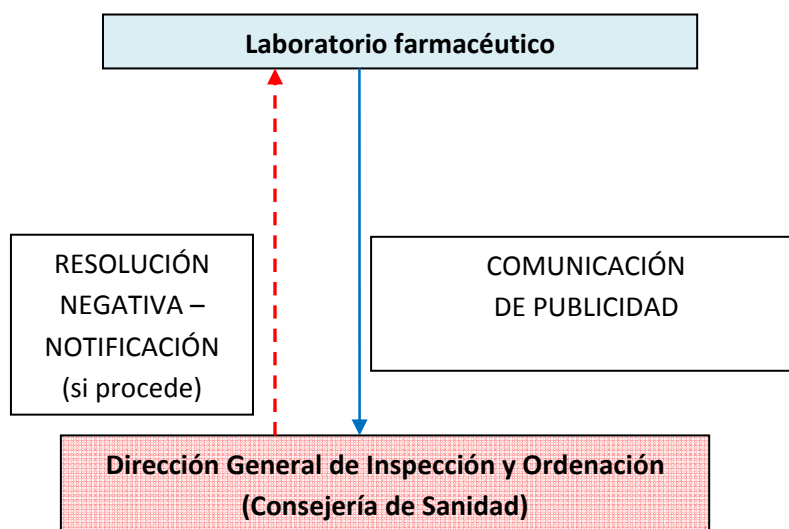 Laboratorio farmacéutico
RESOLUCIÓN
NEGATIVA –
NOTIFICACIÓN
(si procede)
COMUNICACIÓN
DE PUBLICIDAD
Dirección General de Inspección y Ordenación
(Consejería de Sanidad)